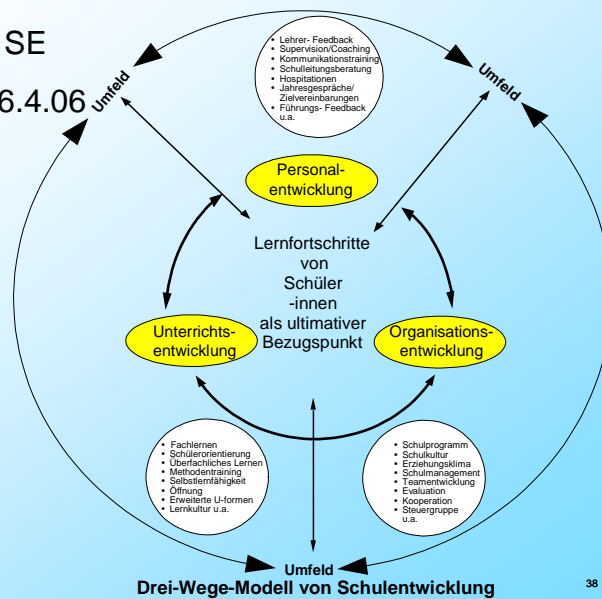 SE
6.4.06
Umfeld
Umfeld
• Lehrer- Feedback
• Supervision/Coaching
• Kommunikationstraining
• Schulleitungsberatung
• Hospitationen
• Jahresgespräche/
Zielvereinbarungen
• Führungs- Feedback
u.a.
Personal-
entwicklung
Lernfortschritte
von
Schüler
-innen
als ultimativer
Bezugspunkt
Unterrichts-
entwicklung
Organisations-
entwicklung
• Fachlernen
• Schülerorientierung
• Überfachliches Lernen
• Methodentraining
• Selbstlernfähigkeit
• Öffnung
• Erweiterte U-formen
• Lernkultur u.a.
• Schulprogramm
• Schulkultur
• Erziehungsklima
• Schulmanagement
• Teamentwicklung
• Evaluation
• Kooperation
• Steuergruppe
u.a.
Umfeld
Drei-Wege-Modell von Schulentwicklung
38